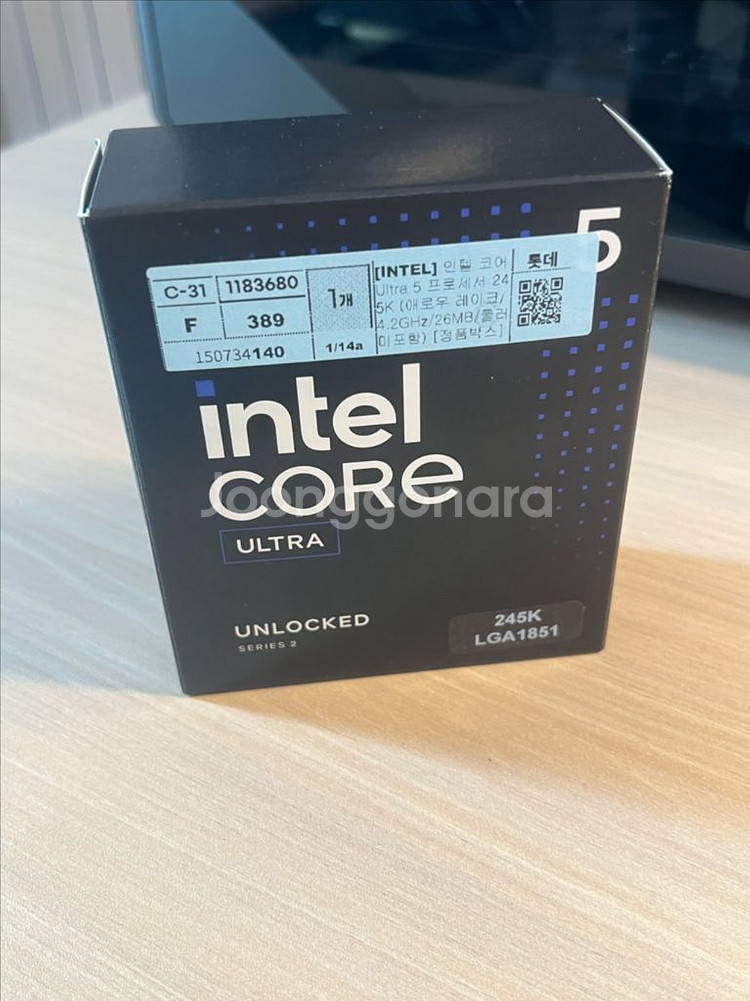 5
C-31 1183680
F 389
150734140
1개
1/14a
[INTEL] 인텔 코어
Ultra 5 프로세서 24
5K (애로우 레이크/
4.2GHz/26MB/쿨러
미포함) [정품박스]
롯데
intel
CORE
ULTRA
Joonggonara
UNLOCKED
SERIES 2
245K
LGA1851